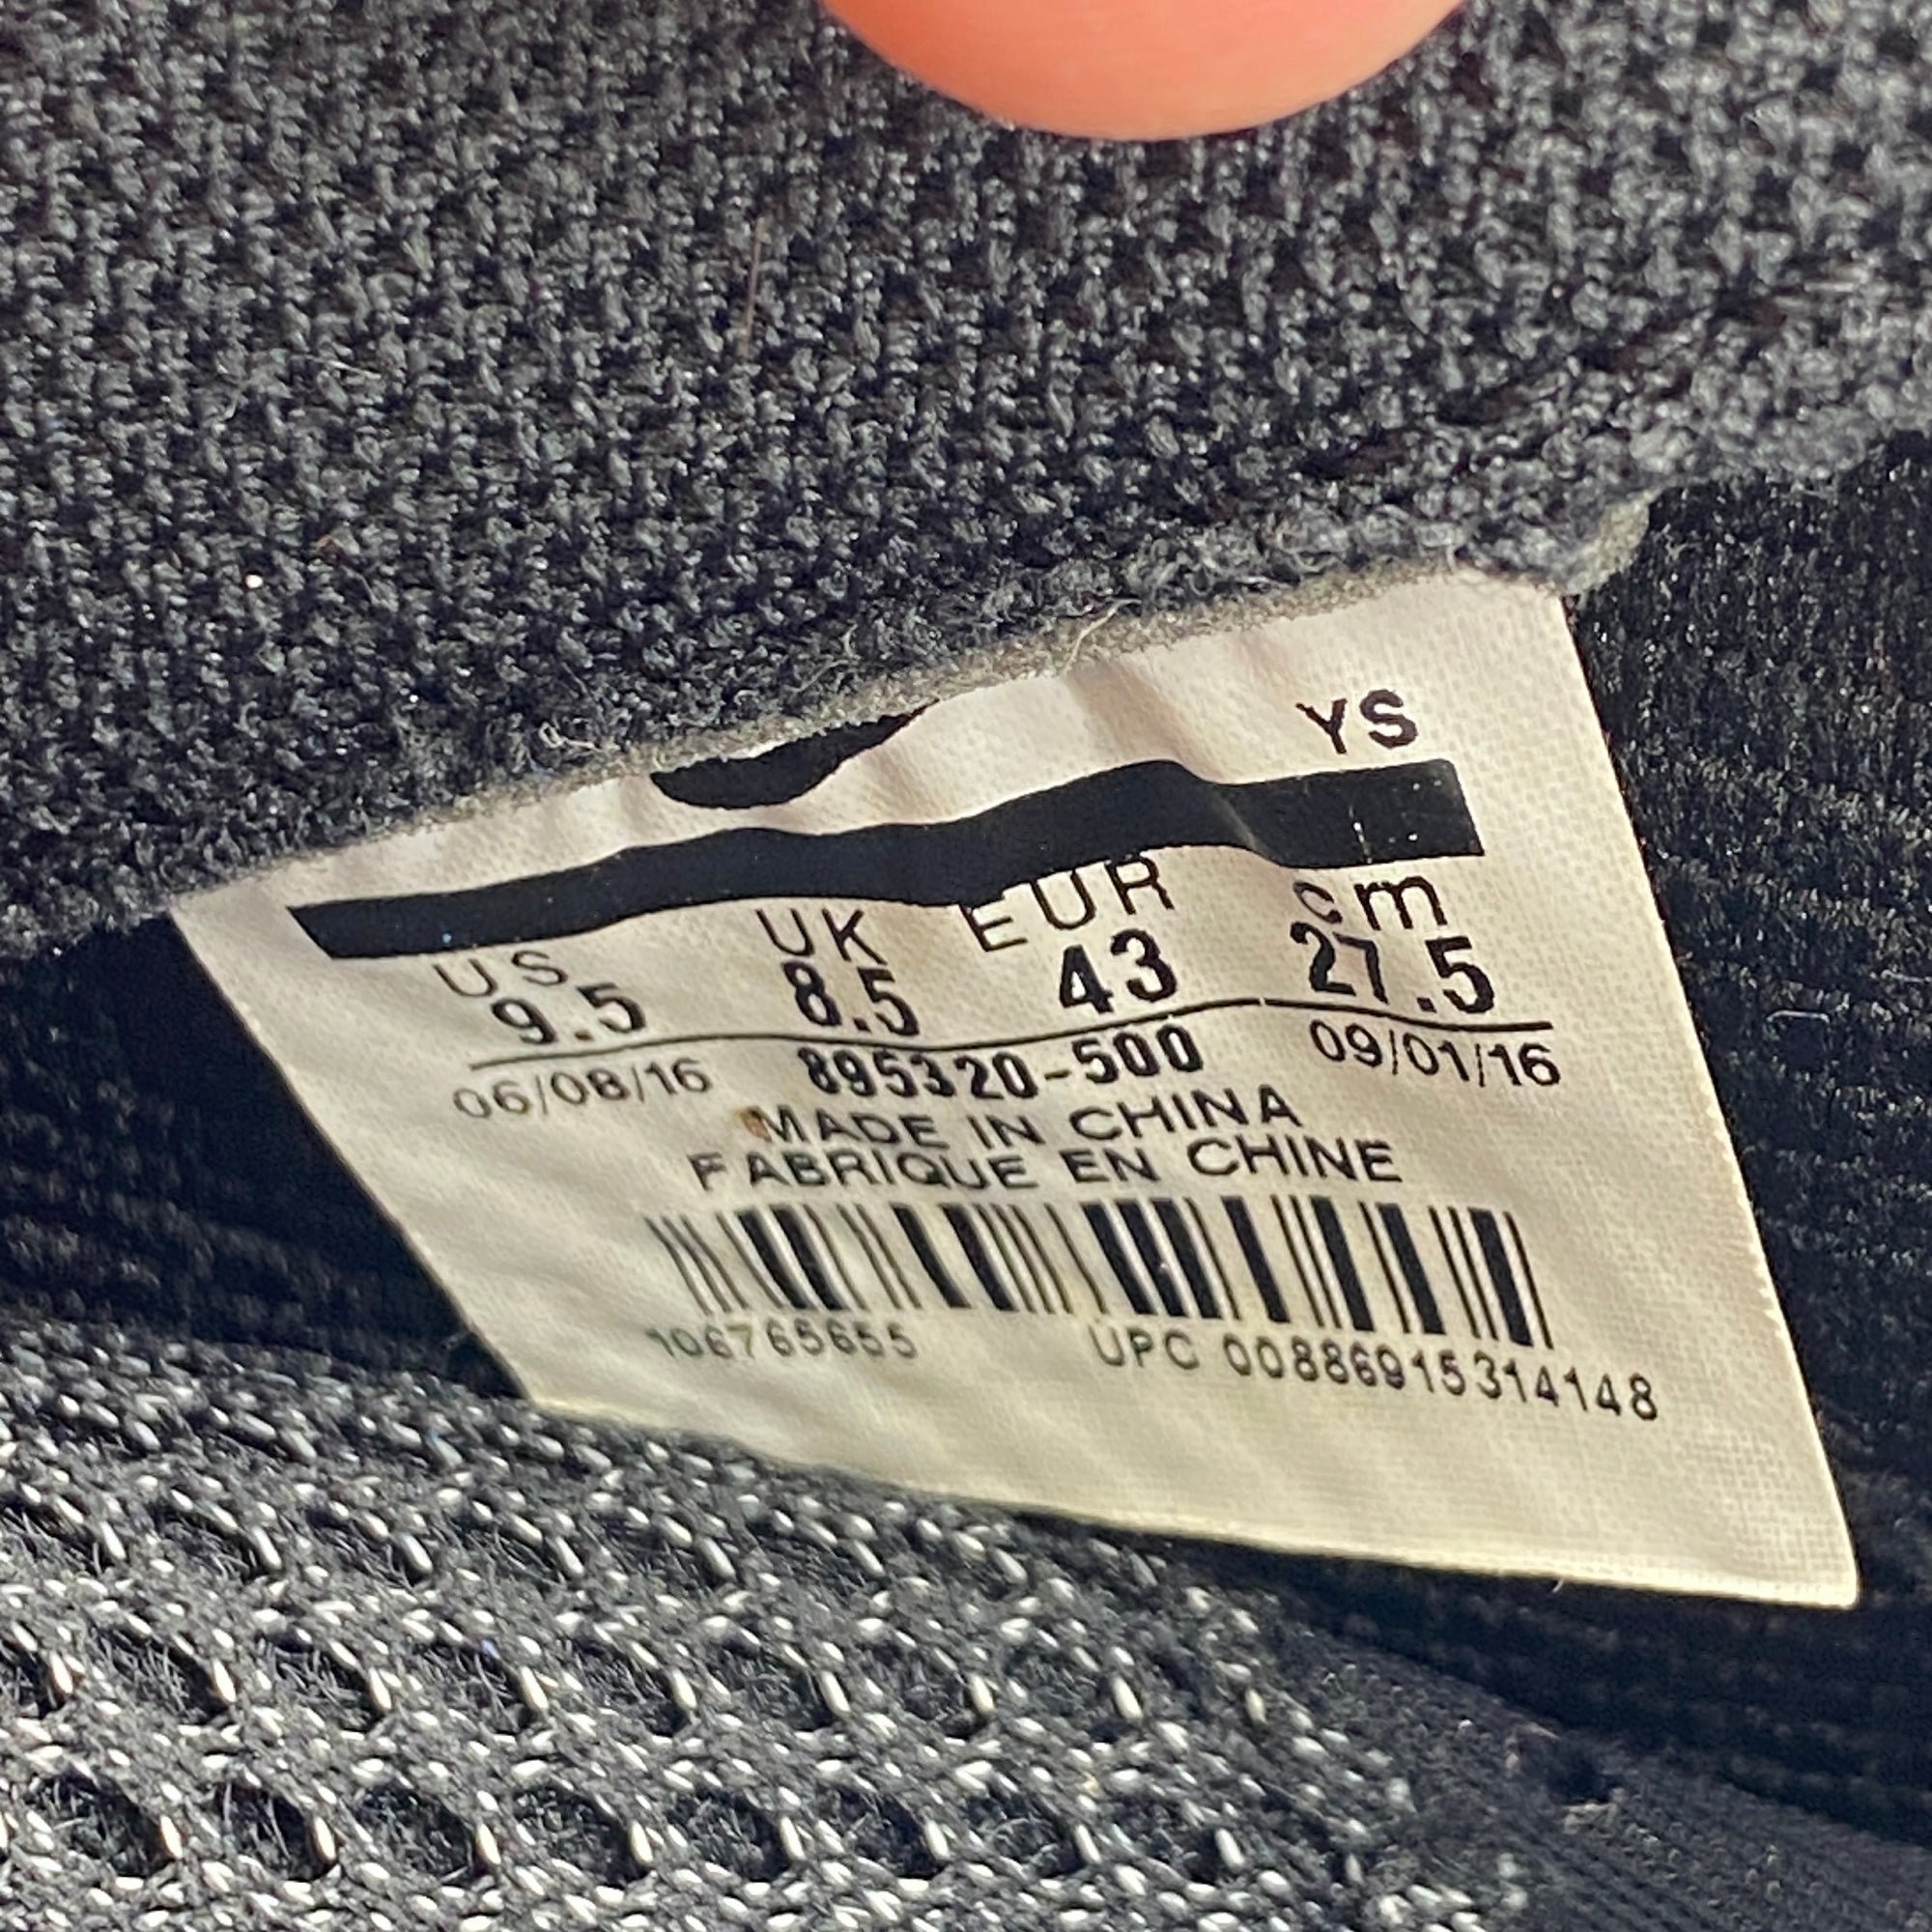 YS
US UK EUR cm
9.5 8.5 43 27.5
06/08/16 895320-500 09/01/16
MADE IN CHINA
FABRIQUE EN CHINE
106765655 UPC 00886915314148